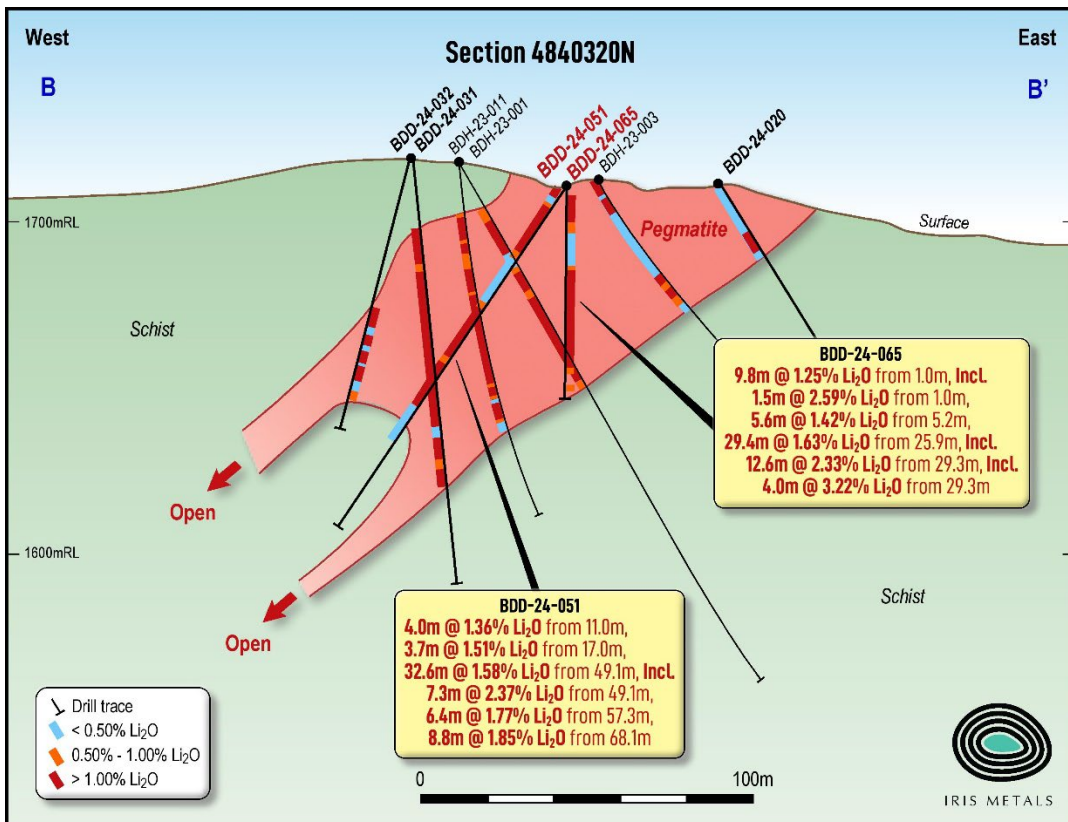 West
Section 4840320N
East
B
B'
BDD-24-032
BDD-24-031
BDH-23-011
BDH-23-001
BDD-24-051
BDD-24-065
BDH-23-003
BDD-24-020
1700mRL
Pegmatite
Surface
Schist
BDD-24-065
9.8m @ 1.25% Li₂O from 1.0m, Incl.
1.5m @ 2.59% Li₂O from 1.0m,
5.6m @ 1.42% Li₂O from 5.2m,
29.4m @ 1.63% Li₂O from 25.9m, Incl.
12.6m @ 2.33% Li₂O from 29.3m, Incl.
4.0m @ 3.22% Li₂O from 29.3m
Open
1600mRL
Schist
BDD-24-051
4.0m @ 1.36% Li₂O from 11.0m,
3.7m @ 1.51% Li₂O from 17.0m,
32.6m @ 1.58% Li₂O from 49.1m, Incl.
7.3m @ 2.37% Li₂O from 49.1m,
6.4m @ 1.77% Li₂O from 57.3m,
8.8m @ 1.85% Li₂O from 68.1m
Open
Drill trace
< 0.50% Li₂O
0.50% - 1.00% Li₂O
> 1.00% Li₂O
0
100m
IRIS METALS